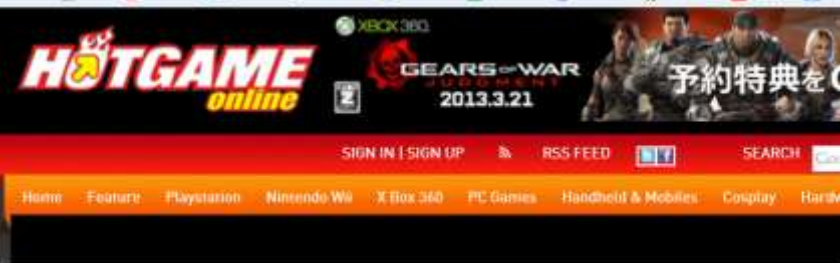 HOTGAME
online
XBOX 360
GEARS OF WAR
JUDGMENT
2013.3.21
Z
予約特典を
SIGN IN | SIGN UP
RSS FEED
SEARCH
Home Feature Playstation Nintendo Wii X Box 360 PC Games Handheld & Mobiles Cosplay